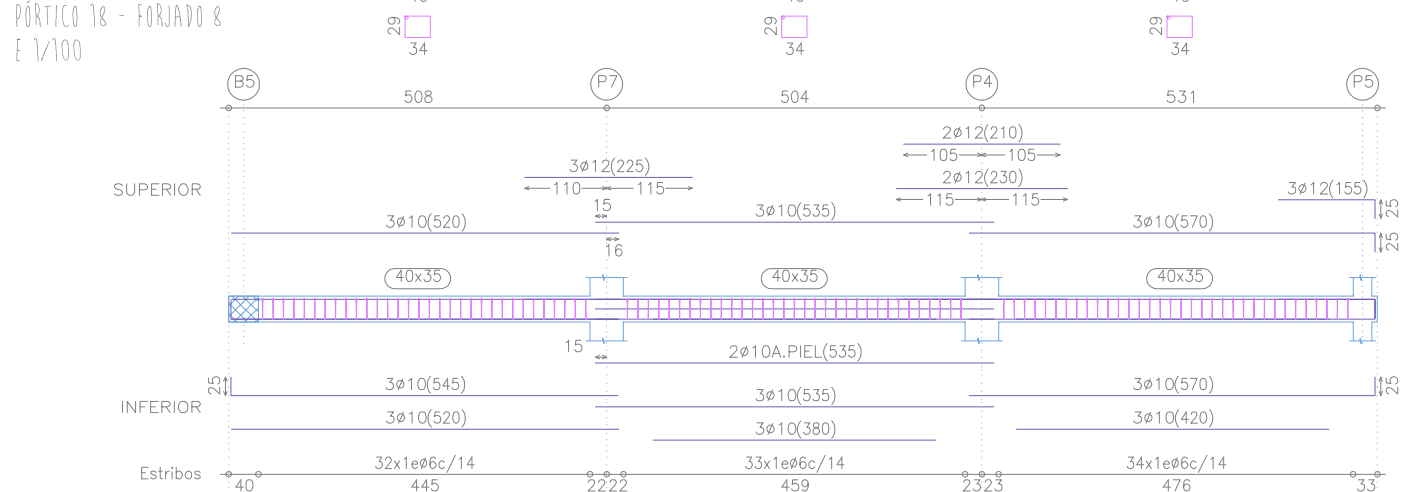 PÓRTICO 18 - FORJADO 8
E 1/100
29 29 29
34 34 34
B5 P7 P4 P5
508 504 531
2ø12(210)
105 105
3ø12(225) 2ø12(230)
SUPERIOR 110 115 115 115 3ø12(155)
15 25
3ø10(520) 3ø10(535) 3ø10(570)
16 25
40x35 40x35 40x35
15 2ø10A.PIEL(535)
25 3ø10(545) 3ø10(570) 25
INFERIOR 3ø10(535)
3ø10(520) 3ø10(420)
3ø10(380)
Estribos 32x1eø6c/14 33x1eø6c/14 34x1eø6c/14
40 445 22 22 459 23 23 476 33